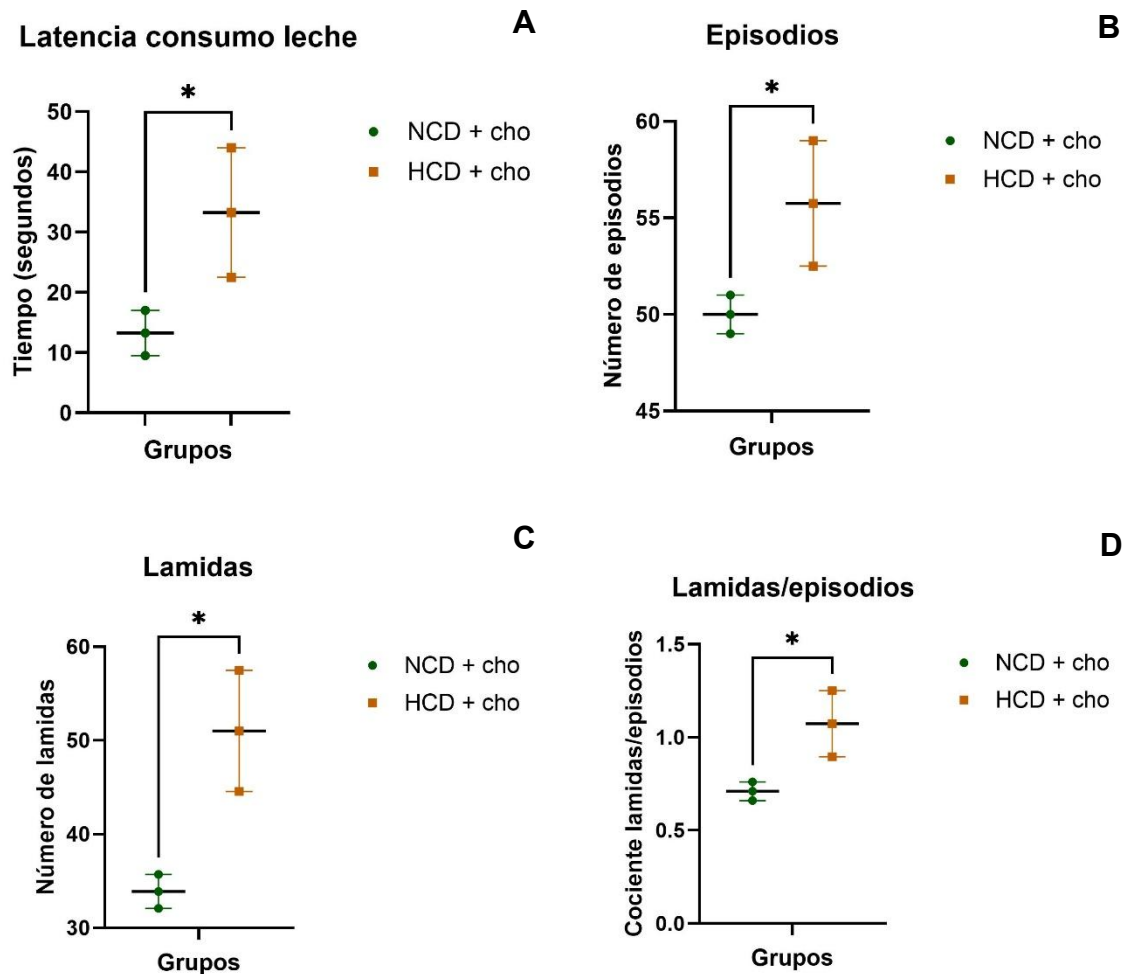 Latencia consumo leche
A
*
50
40
30
20
10
0
Tiempo (segundos)
Grupos
NCD + cho
HCD + cho
Episodios
B
*
60
55
50
45
Número de episodios
Grupos
NCD + cho
HCD + cho
Lamidas
C
*
60
50
40
30
Número de lamidas
Grupos
NCD + cho
HCD + cho
Lamidas/episodios
D
*
1.5
1.0
0.5
0.0
Cociente lamidas/episodios
Grupos
NCD + cho
HCD + cho